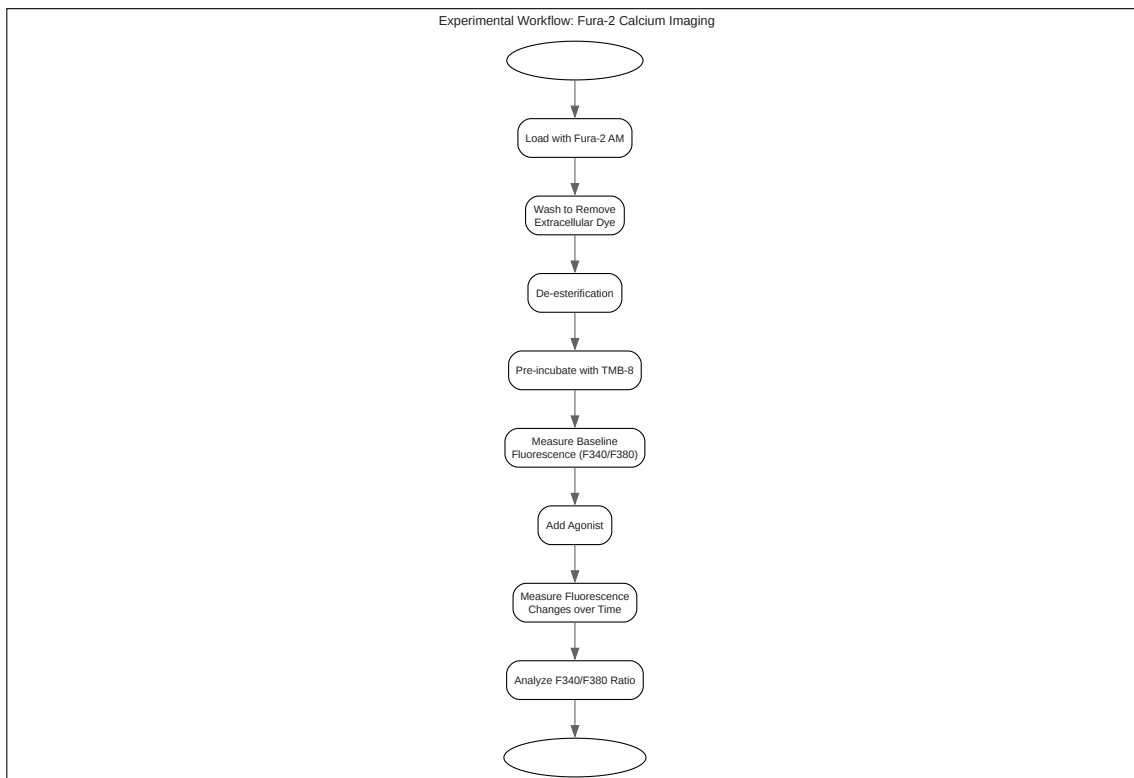 Experimental Workflow: Fura-2 Calcium Imaging
Load with Fura-2 AM
Wash to Remove
Extracellular Dye
De-esterification
Pre-incubate with TMB-8
Measure Baseline
Fluorescence (F340/F380)
Add Agonist
Measure Fluorescence
Changes over Time
Analyze F340/F380 Ratio